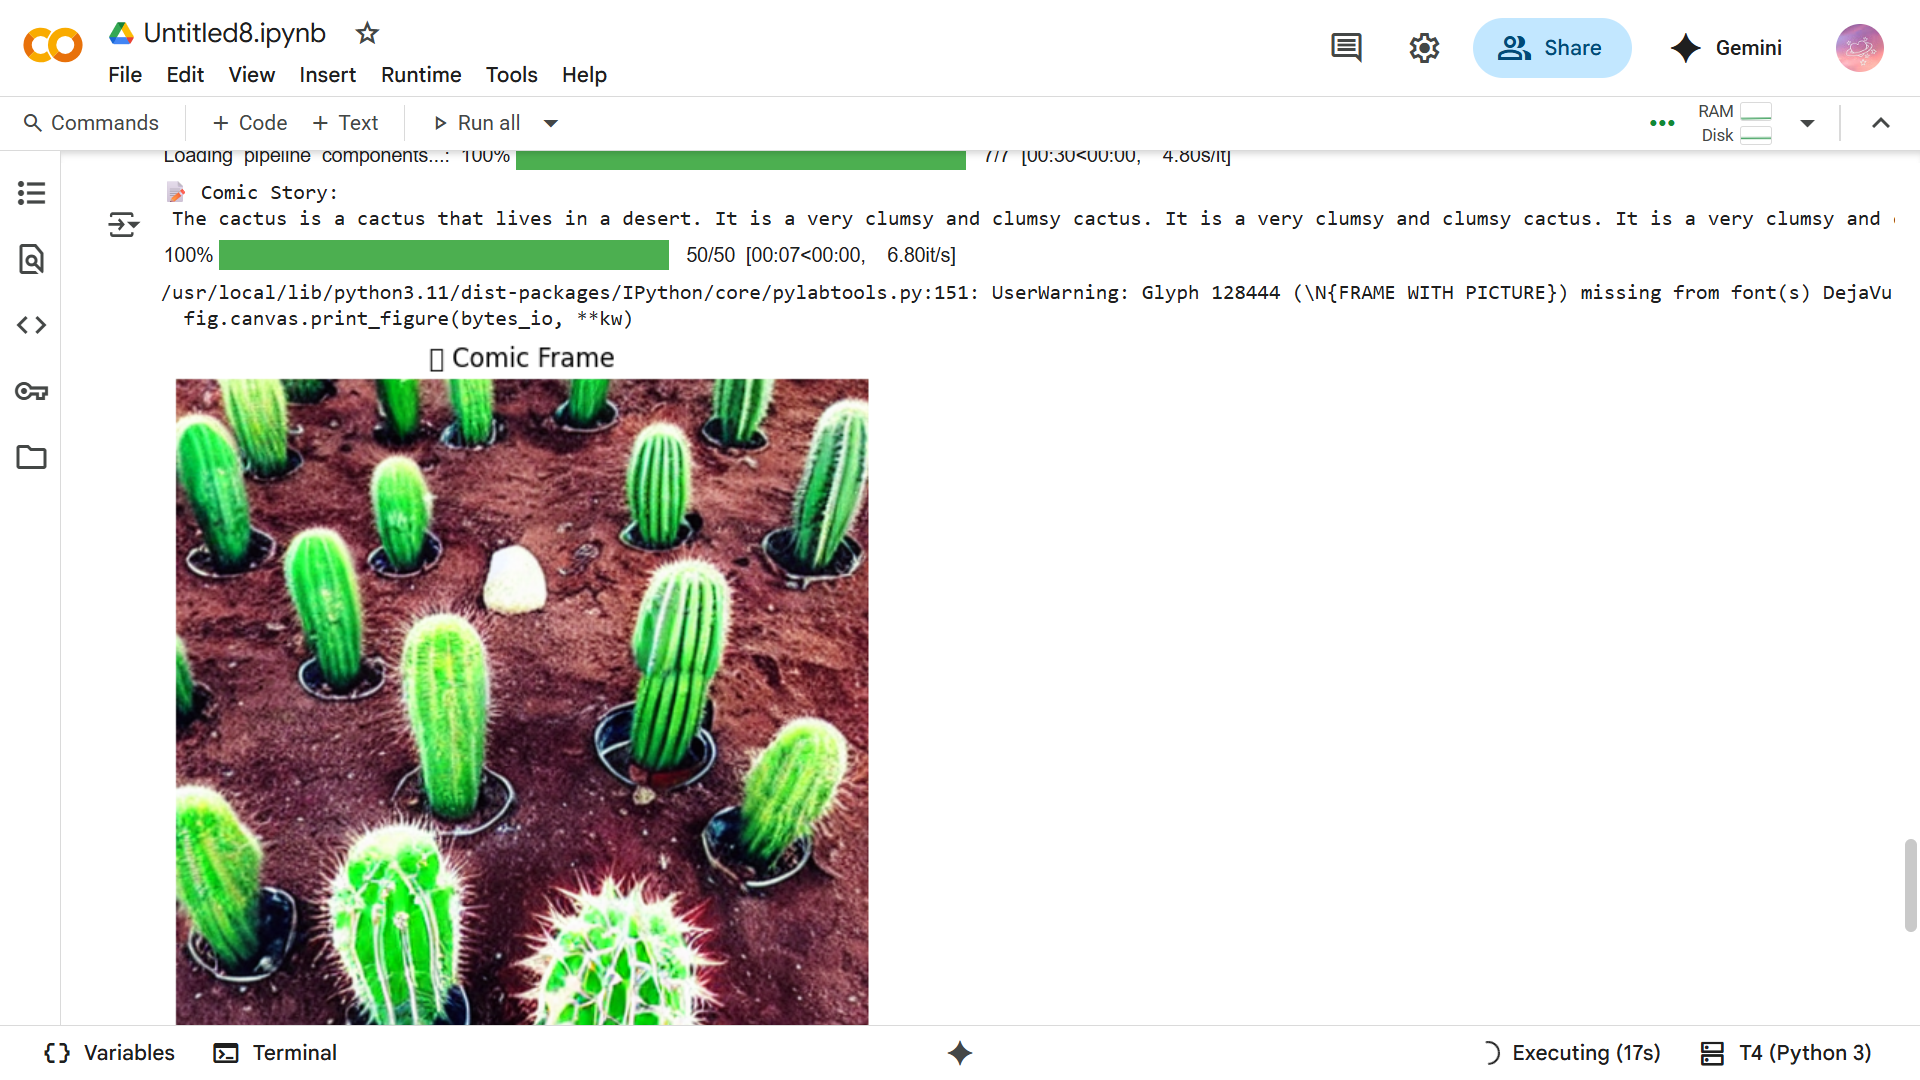 Untitled8.ipynb
File Edit View Insert Runtime Tools Help
Share
Gemini
Commands
+ Code + Text
Run all
RAM
Disk
Loading pipeline components...: 100% 7/7 [00:30<00:00, 4.80s/it]
📝 Comic Story:
The cactus is a cactus that lives in a desert. It is a very clumsy and clumsy cactus. It is a very clumsy and clumsy cactus. It is a very clumsy and
100% 50/50 [00:07<00:00, 6.80it/s]
/usr/local/lib/python3.11/dist-packages/IPython/core/pylabtools.py:151: UserWarning: Glyph 128444 (\N{FRAME WITH PICTURE}) missing from font(s) DejaVu
fig.canvas.print_figure(bytes_io, **kw)
Comic Frame
Variables
Terminal
Executing (17s)
T4 (Python 3)